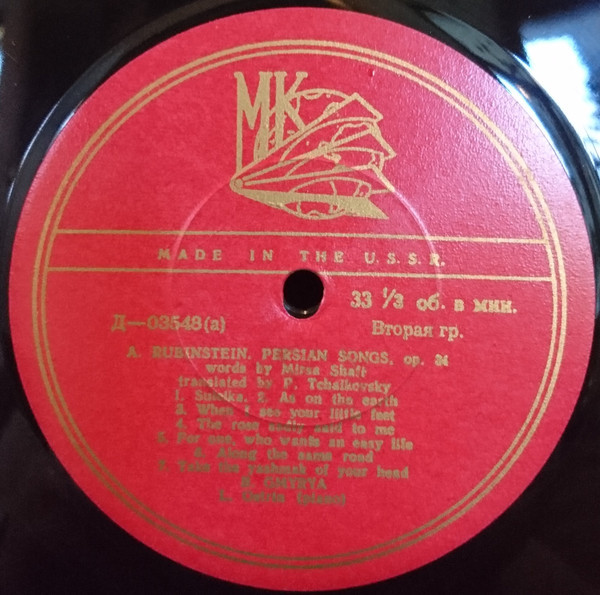 МК
MADE IN THE U.S.S.R.
33 ⅓ об. в мин.
Д—03548(a)
Вторая гр.
A. RUBINSTEIN. PERSIAN SONGS, op. 34
words by Mirza Shafi
translated by P. Tchaikovsky
1. Suleika, 2. As on the earth
3. When I see your little feet
4. The rose sadly said to me
5. For one, who wants an easy life
6. Along the same road
7. Take the yashmak of your head
B. GMYRYA
L. (piano)